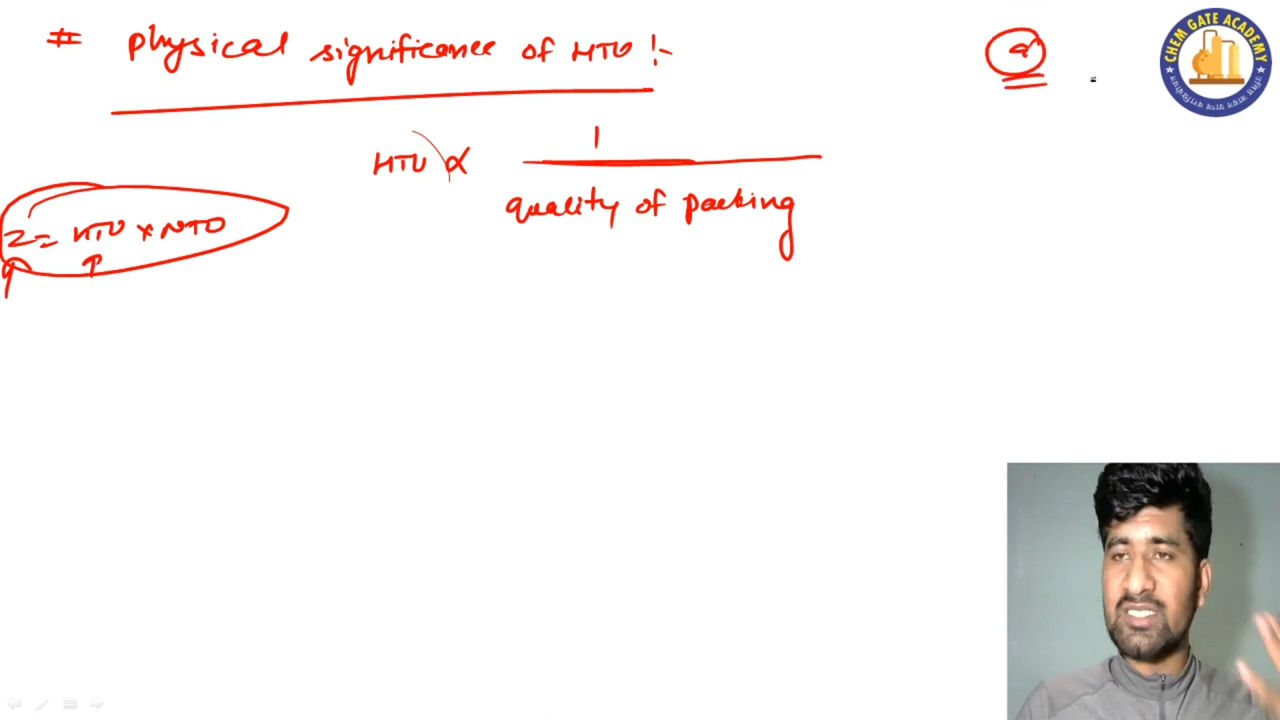 # Physical significance of HTU :-
HTU ∝ 1
quality of packing
Z = HTU × NTU
a'
CHEM GATE ACADEMY